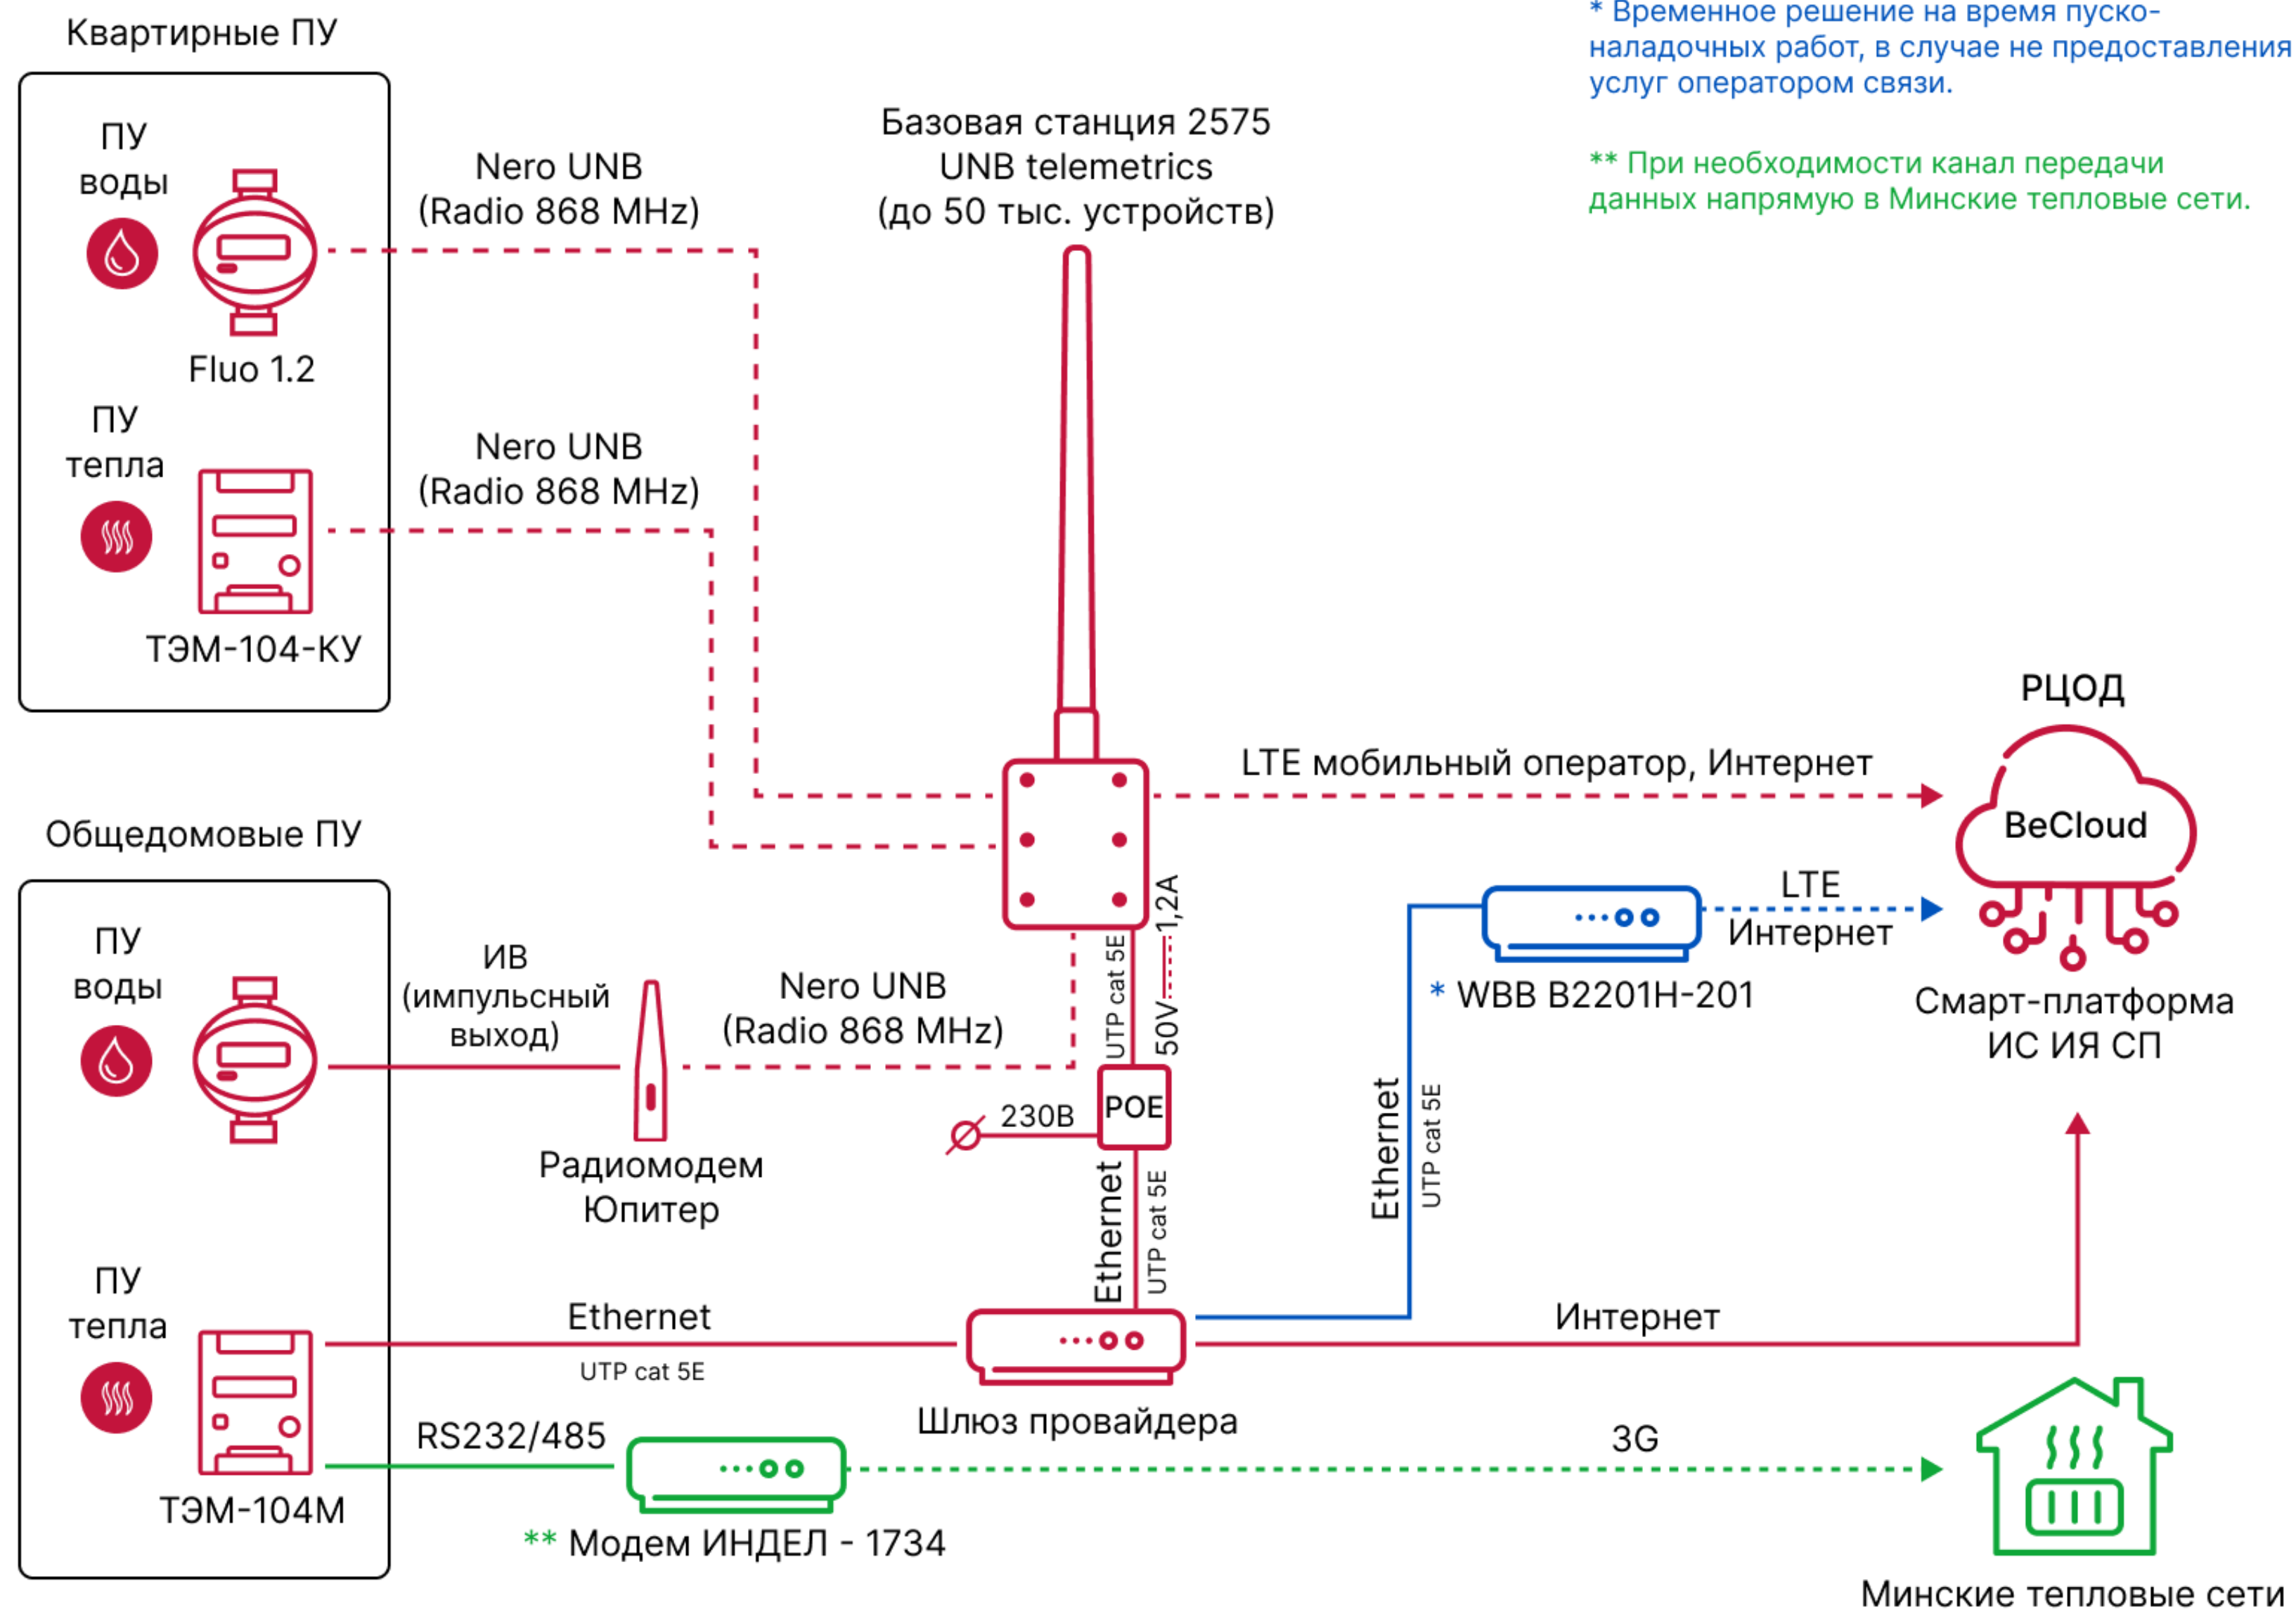 Квартирные ПУ
ПУ
воды
Fluo 1.2
ПУ
тепла
ТЭМ-104-КУ
Nero UNB
(Radio 868 MHz)
Nero UNB
(Radio 868 MHz)
Базовая станция 2575
UNB telemetrics
(до 50 тыс. устройств)
* Временное решение на время пуско-
наладочных работ, в случае не предоставления
услуг оператором связи.
** При необходимости канал передачи
данных напрямую в Минские тепловые сети.
LTE мобильный оператор, Интернет
РЦОД
BeCloud
Смарт-платформа
ИС ИЯ СП
LTE
Интернет
* WBB B2201H-201
Ethernet
UTP cat 5E
Общедомовые ПУ
ПУ
воды
ИВ
(импульсный
выход)
Радиомодем
Юпитер
Nero UNB
(Radio 868 MHz)
UTP cat 5E
50V 1,2A
POE
230В
Ethernet
UTP cat 5E
ПУ
тепла
ТЭМ-104М
Ethernet
UTP cat 5E
Шлюз провайдера
Интернет
RS232/485
** Модем ИНДЕЛ - 1734
3G
Минские тепловые сети